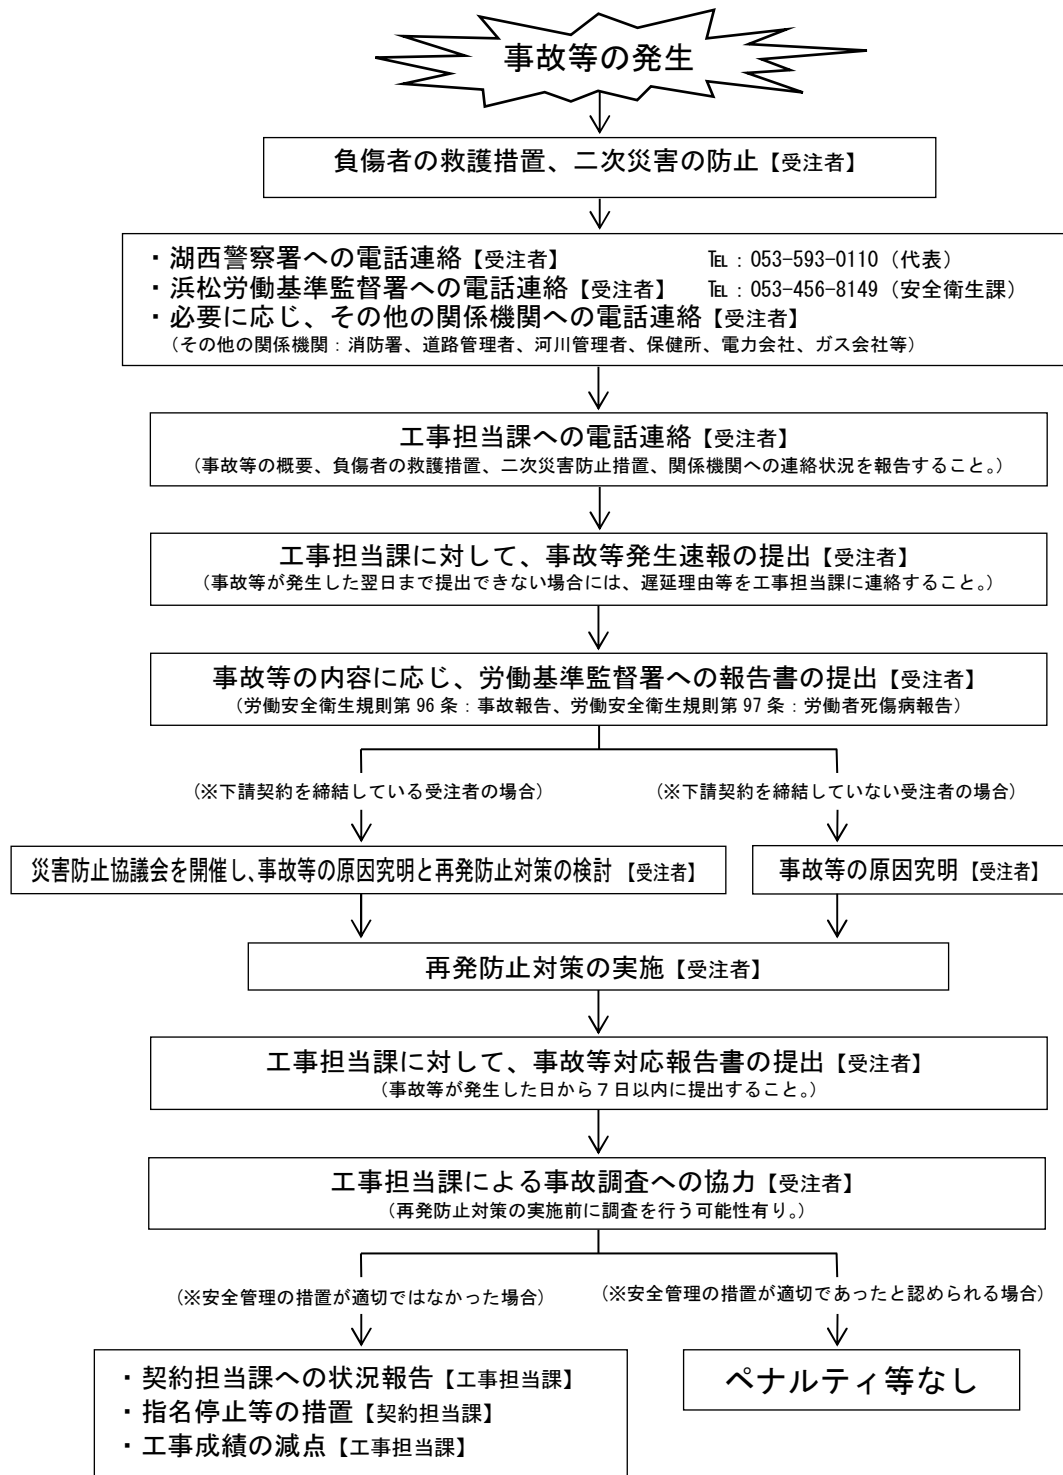 事故等の発生
負傷者の救護措置、二次災害の防止【受注者】
・湖西警察署への電話連絡【受注者】 ℡：053-593-0110（代表）
・浜松労働基準監督署への電話連絡【受注者】 ℡：053-456-8149（安全衛生課）
・必要に応じ、その他の関係機関への電話連絡【受注者】
（その他の関係機関：消防署、道路管理者、河川管理者、保健所、電力会社、ガス会社等）
工事担当課への電話連絡【受注者】
（事故等の概要、負傷者の救護措置、二次災害防止措置、関係機関への連絡状況を報告すること。）
工事担当課に対して、事故等発生速報の提出【受注者】
（事故等が発生した翌日まで提出できない場合には、遅延理由等を工事担当課に連絡すること。）
事故等の内容に応じ、労働基準監督署への報告書の提出【受注者】
（労働安全衛生規則第 96 条：事故報告、労働安全衛生規則第 97 条：労働者死傷病報告）
（※下請契約を締結している受注者の場合） （※下請契約を締結していない受注者の場合）
災害防止協議会を開催し、事故等の原因究明と再発防止対策の検討【受注者】 事故等の原因究明【受注者】
再発防止対策の実施【受注者】
工事担当課に対して、事故等対応報告書の提出【受注者】
（事故等が発生した日から７日以内に提出すること。）
工事担当課による事故調査への協力【受注者】
（再発防止対策の実施前に調査を行う可能性有り。）
（※安全管理の措置が適切ではなかった場合） （※安全管理の措置が適切であったと認められる場合）
・契約担当課への状況報告【工事担当課】 ペナルティ等なし
・指名停止等の措置【契約担当課】
・工事成績の減点【工事担当課】